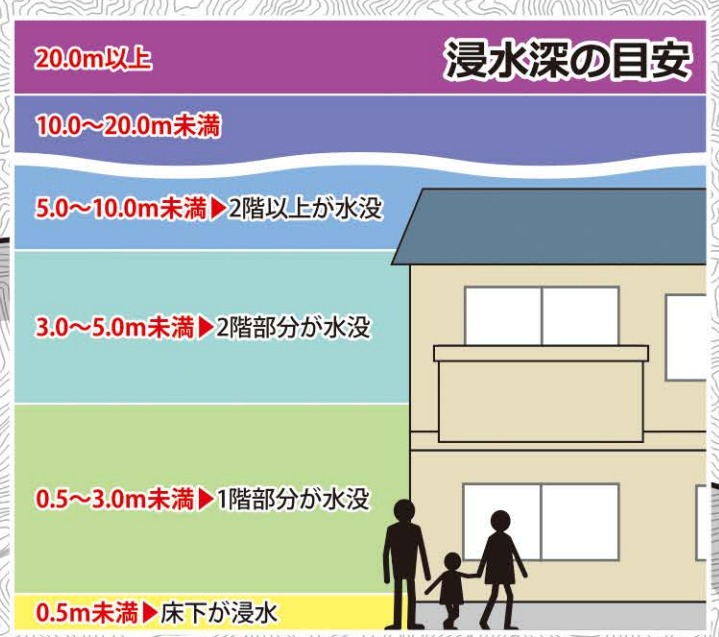 浸水深の目安
20.0m以上
10.0～20.0m未満
5.0～10.0m未満▶2階以上が水没
3.0～5.0m未満▶2階部分が水没
0.5～3.0m未満▶1階部分が水没
0.5m未満▶床下が浸水